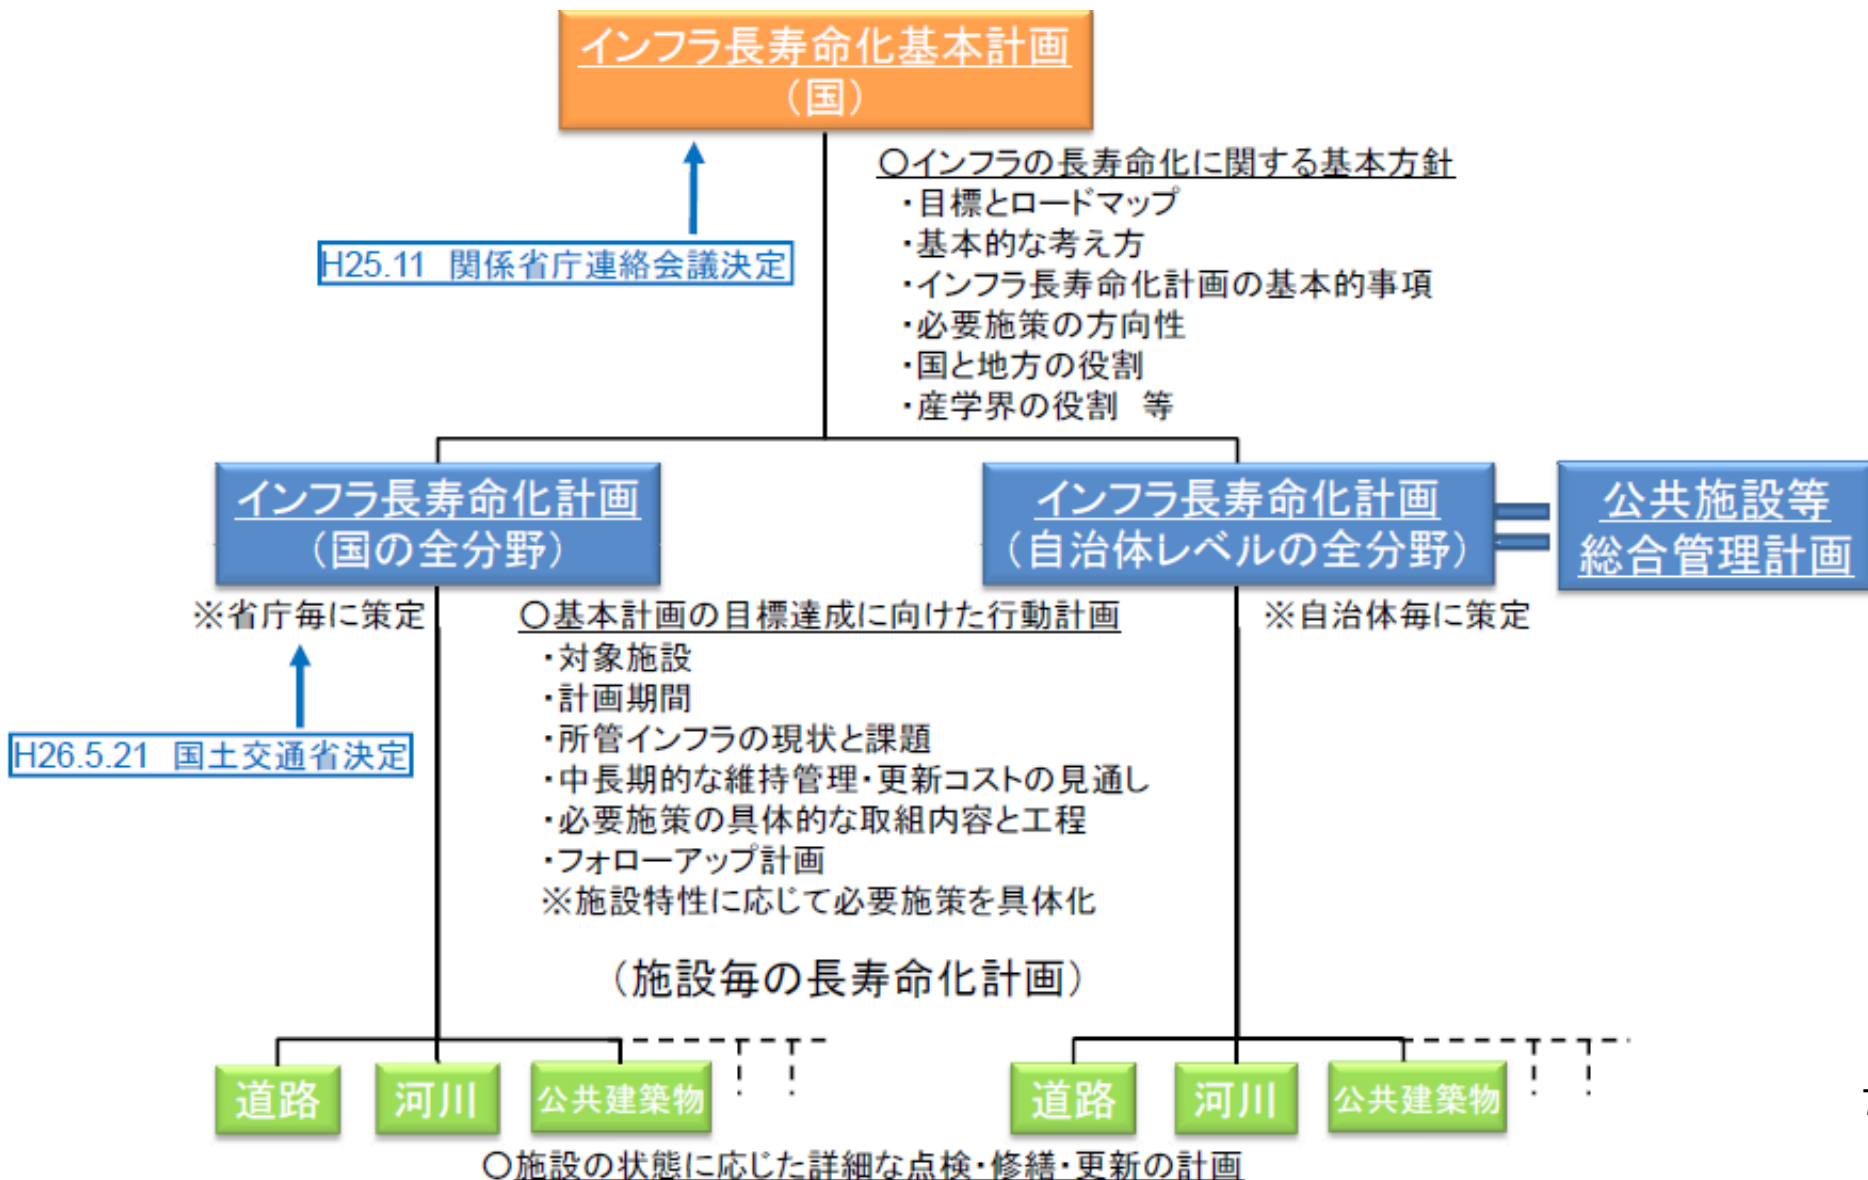 インフラ長寿命化基本計画
（国）
○インフラの長寿命化に関する基本方針
・目標とロードマップ
・基本的な考え方
・インフラ長寿命化計画の基本的事項
・必要施策の方向性
・国と地方の役割
・産学界の役割　等
H25.11　関係省庁連絡会議決定
インフラ長寿命化計画
（国の全分野）
インフラ長寿命化計画
（自治体レベルの全分野）
公共施設等
総合管理計画
※省庁毎に策定
○基本計画の目標達成に向けた行動計画
・対象施設
・計画期間
・所管インフラの現状と課題
・中長期的な維持管理・更新コストの見通し
・必要施策の具体的な取組内容と工程
・フォローアップ計画
※施設特性に応じて必要施策を具体化
※自治体毎に策定
H26.5.21　国土交通省決定
（施設毎の長寿命化計画）
道路
河川
公共建築物
道路
河川
公共建築物
○施設の状態に応じた詳細な点検・修繕・更新の計画